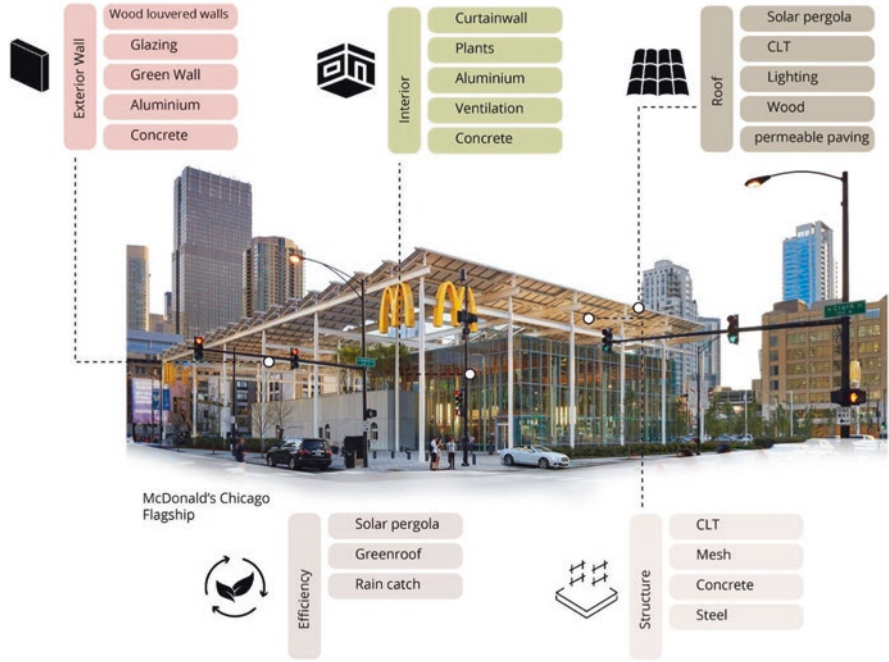 Exterior Wall
Wood louvered walls
Glazing
Green Wall
Aluminium
Concrete
Interior
Curtainwall
Plants
Aluminium
Ventilation
Concrete
Roof
Solar pergola
CLT
Lighting
Wood
permeable paving
McDonald's Chicago
Flagship
Efficiency
Solar pergola
Greenroof
Rain catch
Structure
CLT
Mesh
Concrete
Steel